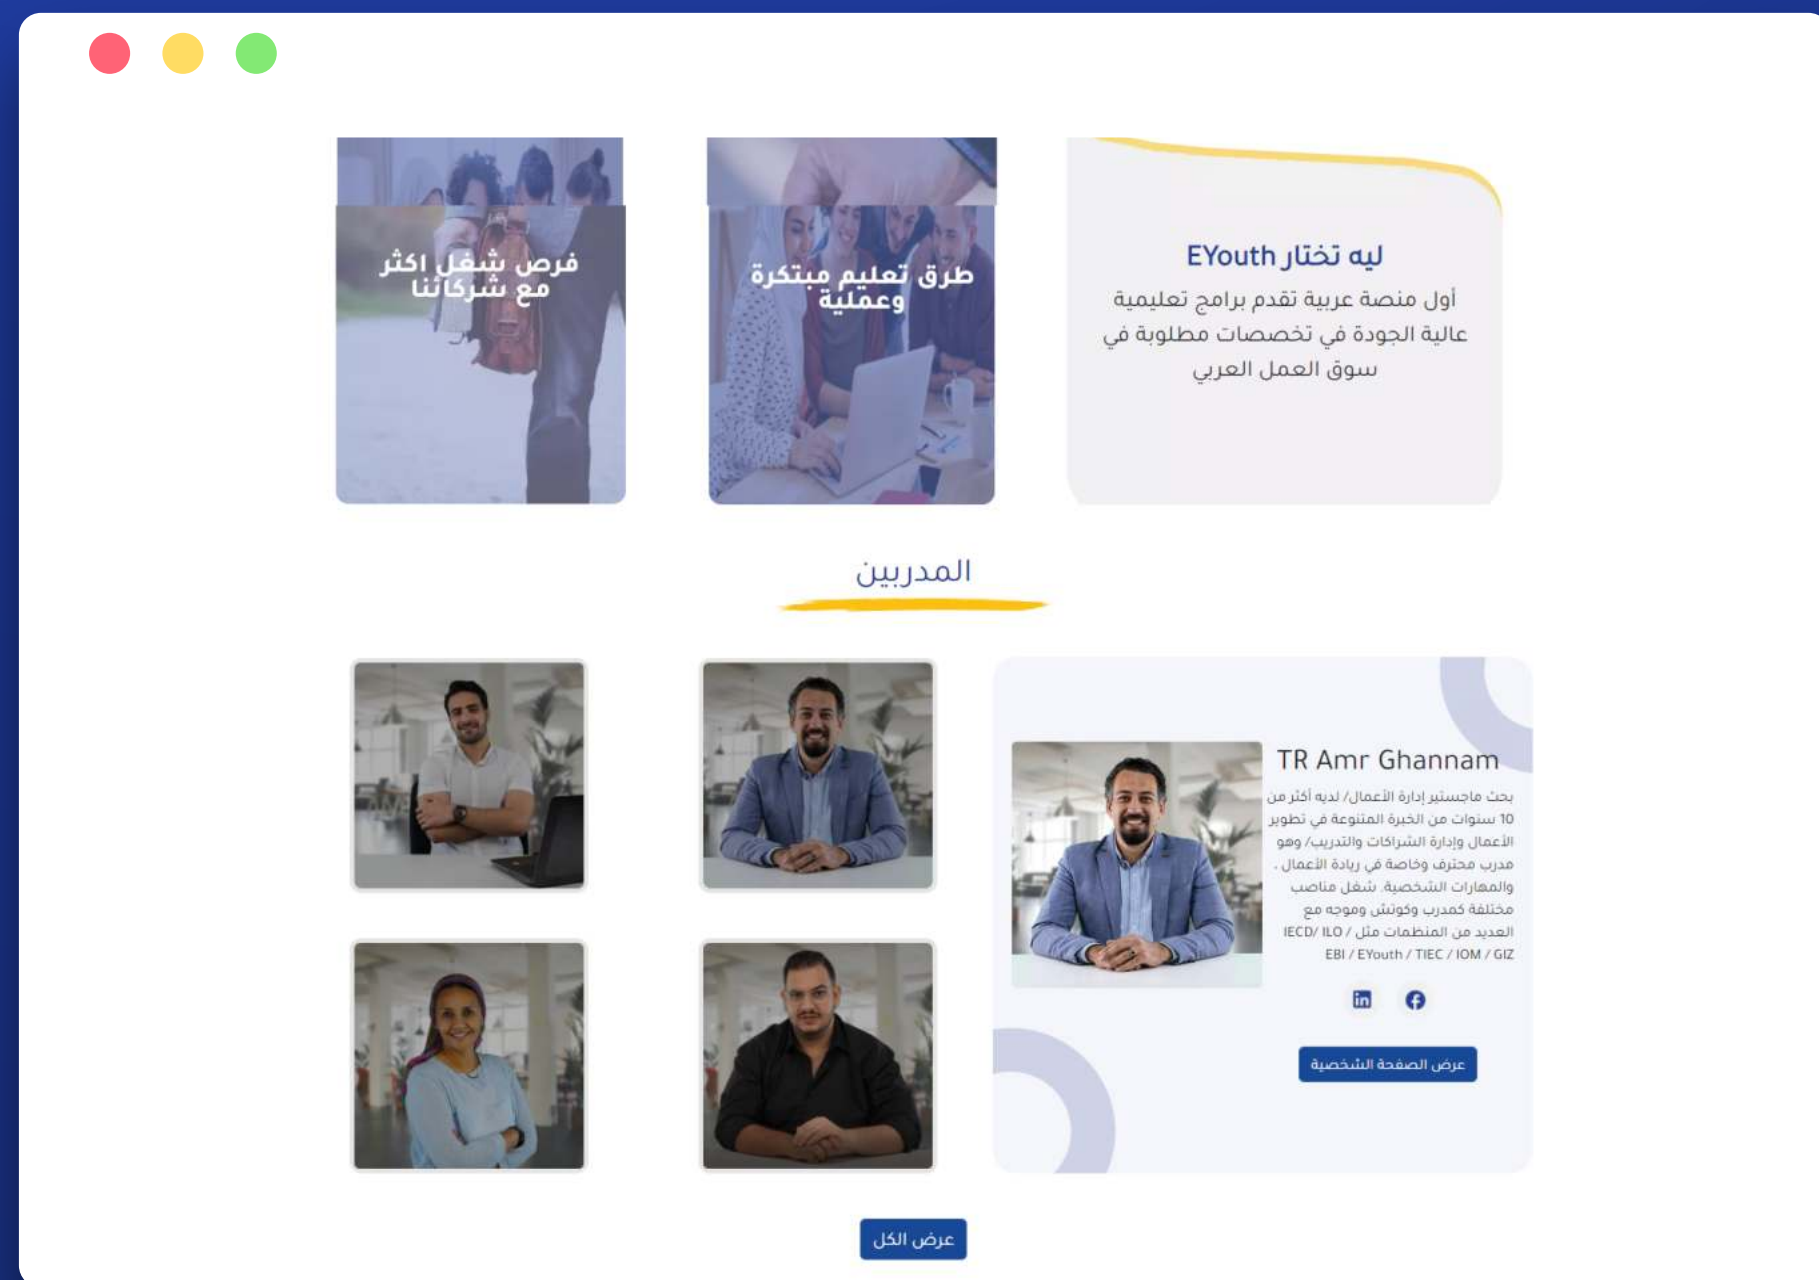 ليه تختار EYouth
أول منصة عربية تقدم برامج تعليمية
عالية الجودة في تخصصات مطلوبة في
سوق العمل العربي
طرق تعليم مبتكرة
وعملية
فرص شغل اكثر
مع شركائنا
المدربين
TR Amr Ghannam
بحث ماجستير إدارة الأعمال/ لديه أكثر من
10 سنوات من الخبرة المتنوعة في تطوير
الأعمال وإدارة الشراكات والتدريب/ وهو
مدرب محترف وخاصة في ريادة الأعمال ،
والمهارات الشخصية. شغل مناصب
مختلفة كمدرب وكوتش وموجه مع
العديد من المنظمات مثل / IECD/ ILO
EBI / EYouth / TIEC / IOM / GIZ
عرض الصفحة الشخصية
عرض الكل